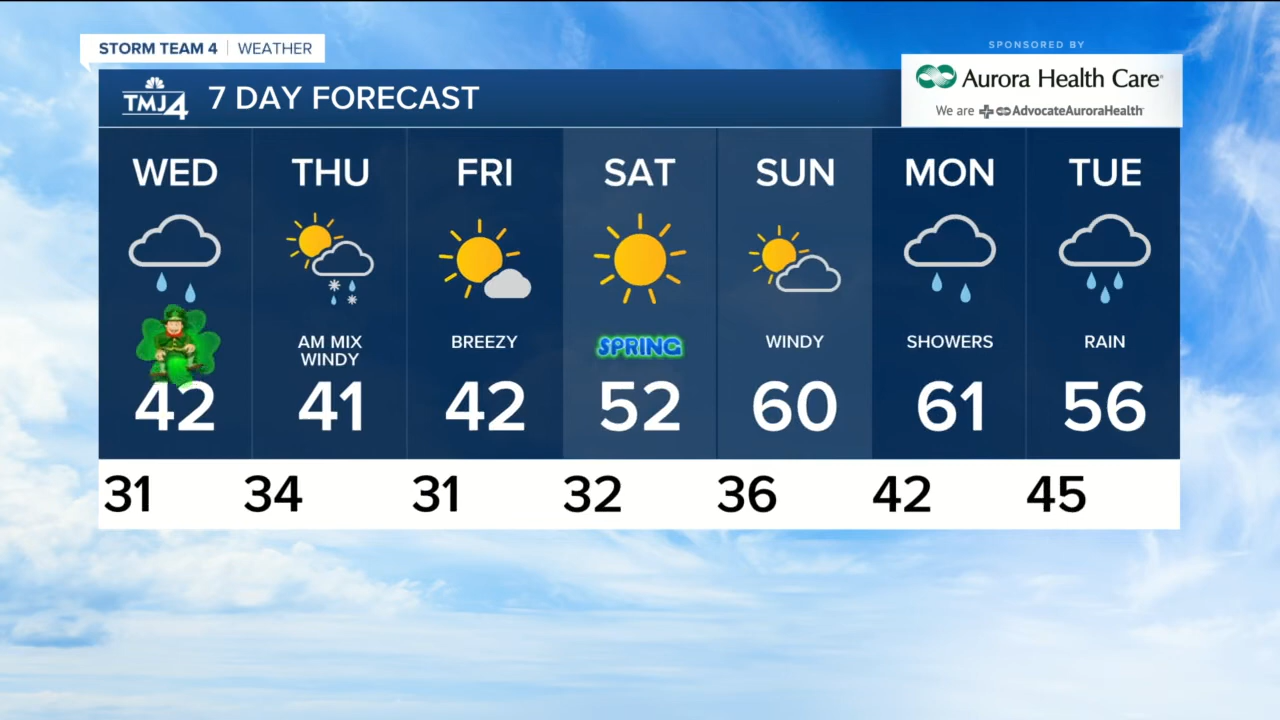 STORM TEAM 4 | WEATHER
SPONSORED BY
Aurora Health Care
We are AdvocateAuroraHealth
TMJ4 7 DAY FORECAST
WED THU FRI SAT SUN MON TUE
AM MIX WINDY BREEZY SPRING WINDY SHOWERS RAIN
42 41 42 52 60 61 56
31 34 31 32 36 42 45